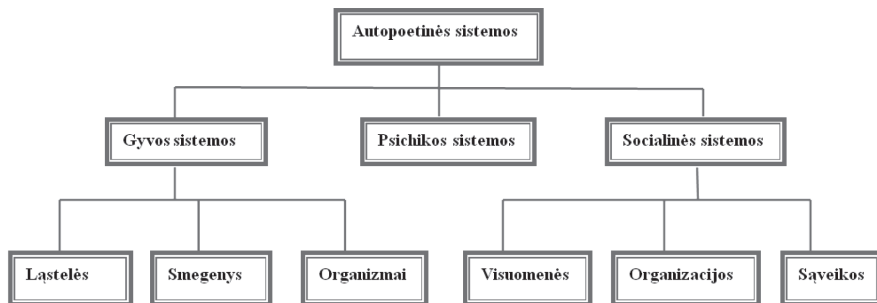 Autopoetinės sistemos
Gyvos sistemos
Psichikos sistemos
Socialinės sistemos
Ląstelės
Smegenys
Organizmai
Visuomenės
Organizacijos
Sąveikos